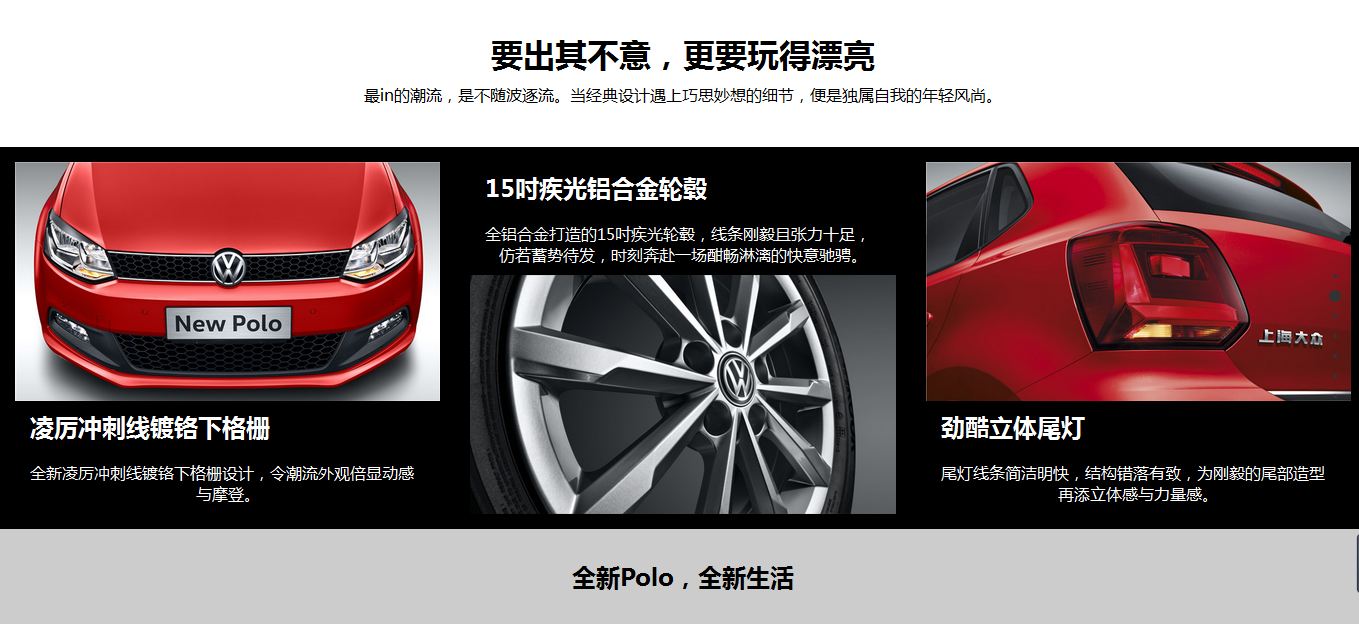 要出其不意，更要玩得漂亮
最in的潮流，是不随波逐流。当经典设计遇上巧思妙想的细节，便是独属自我的年轻风尚。
New Polo
凌厉冲刺线镀铬下格栅
全新凌厉冲刺线镀铬下格栅设计，令潮流外观倍显动感
与摩登。
15吋疾光铝合金轮毂
全铝合金打造的15吋疾光轮毂，线条刚毅且张力十足，
仿若蓄势待发，时刻奔赴一场酣畅淋漓的快意驰骋。
上海大众
劲酷立体尾灯
尾灯线条简洁明快，结构错落有致，为刚毅的尾部造型
再添立体感与力量感。
全新Polo，全新生活